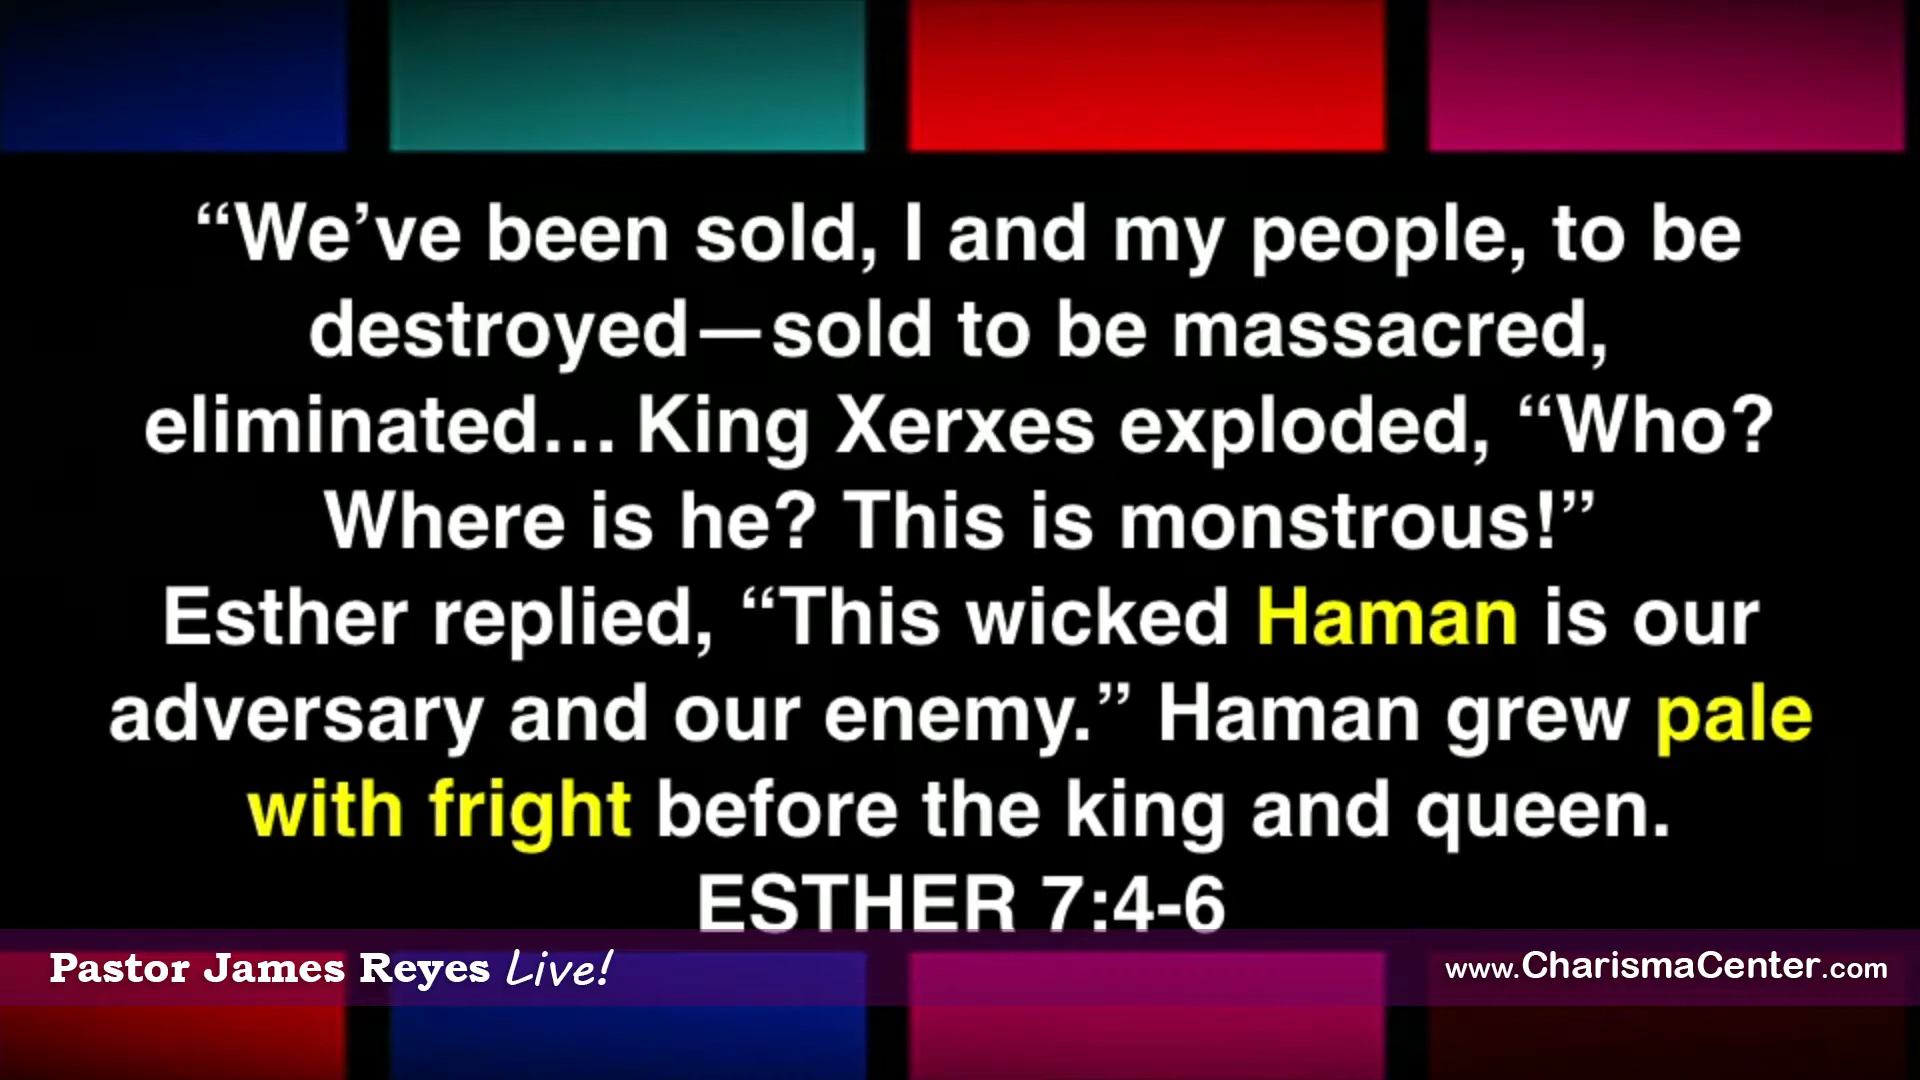 “We’ve been sold, I and my people, to be
destroyed—sold to be massacred,
eliminated… King Xerxes exploded, “Who?
Where is he? This is monstrous!”
Esther replied, “This wicked Haman is our
adversary and our enemy.” Haman grew pale
with fright before the king and queen.
ESTHER 7:4-6
Pastor James Reyes Live!
www.CharismaCenter.com